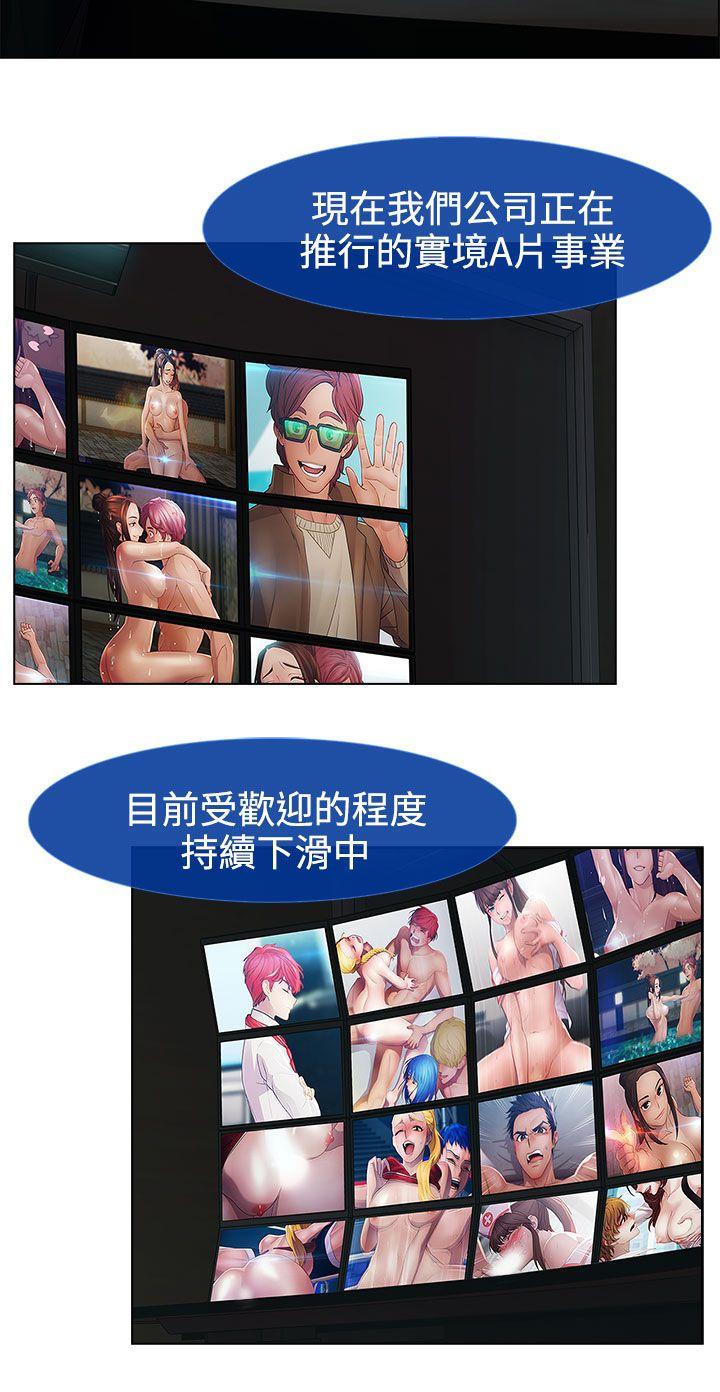 現在我們公司正在
推行的實境A片事業
目前受歡迎的程度
持續下滑中